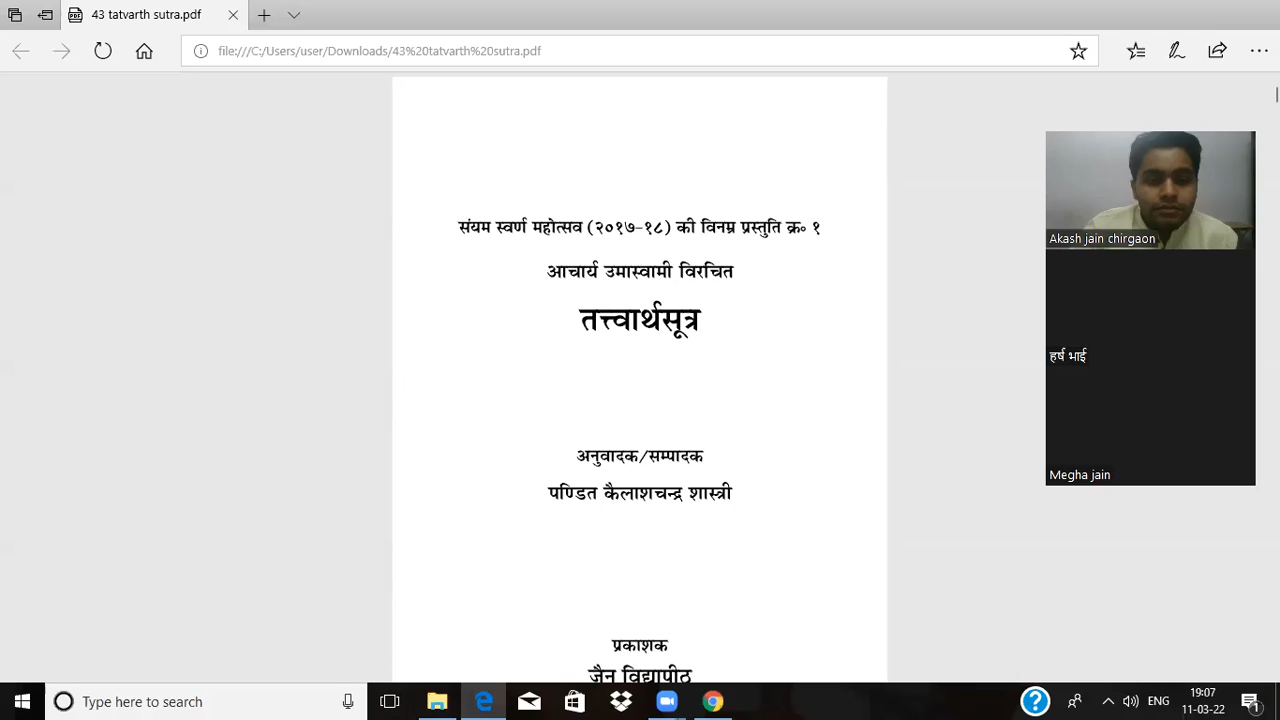 43 tatvarth sutra.pdf
file:///C:/Users/user/Downloads/43%20tatvarth%20sutra.pdf
संयम स्वर्ण महोत्सव (२०१७-१८) की विनम्र प्रस्तुति क्र॰ १
आचार्य उमास्वामी विरचित
तत्त्वार्थसूत्र
अनुवादक/सम्पादक
पण्डित कैलाशचन्द्र शास्त्री
प्रकाशक
जैन विद्यापीठ
Akash jain chirgaon
हर्ष भाई
Megha jain
Type here to search
ENG
19:07
11-03-22